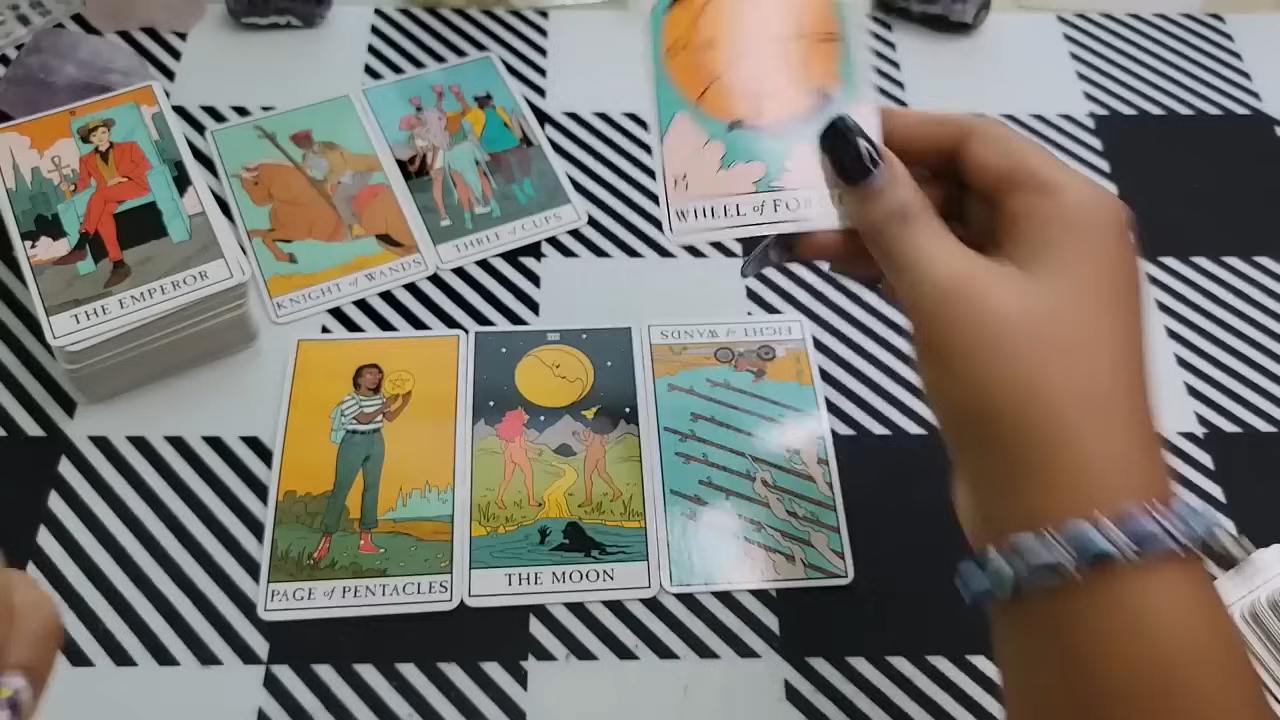 THE EMPEROR
KNIGHT of WANDS
THREE of CUPS
WHEEL of
PAGE of PENTACLES
THE MOON
EIGHT of WANDS